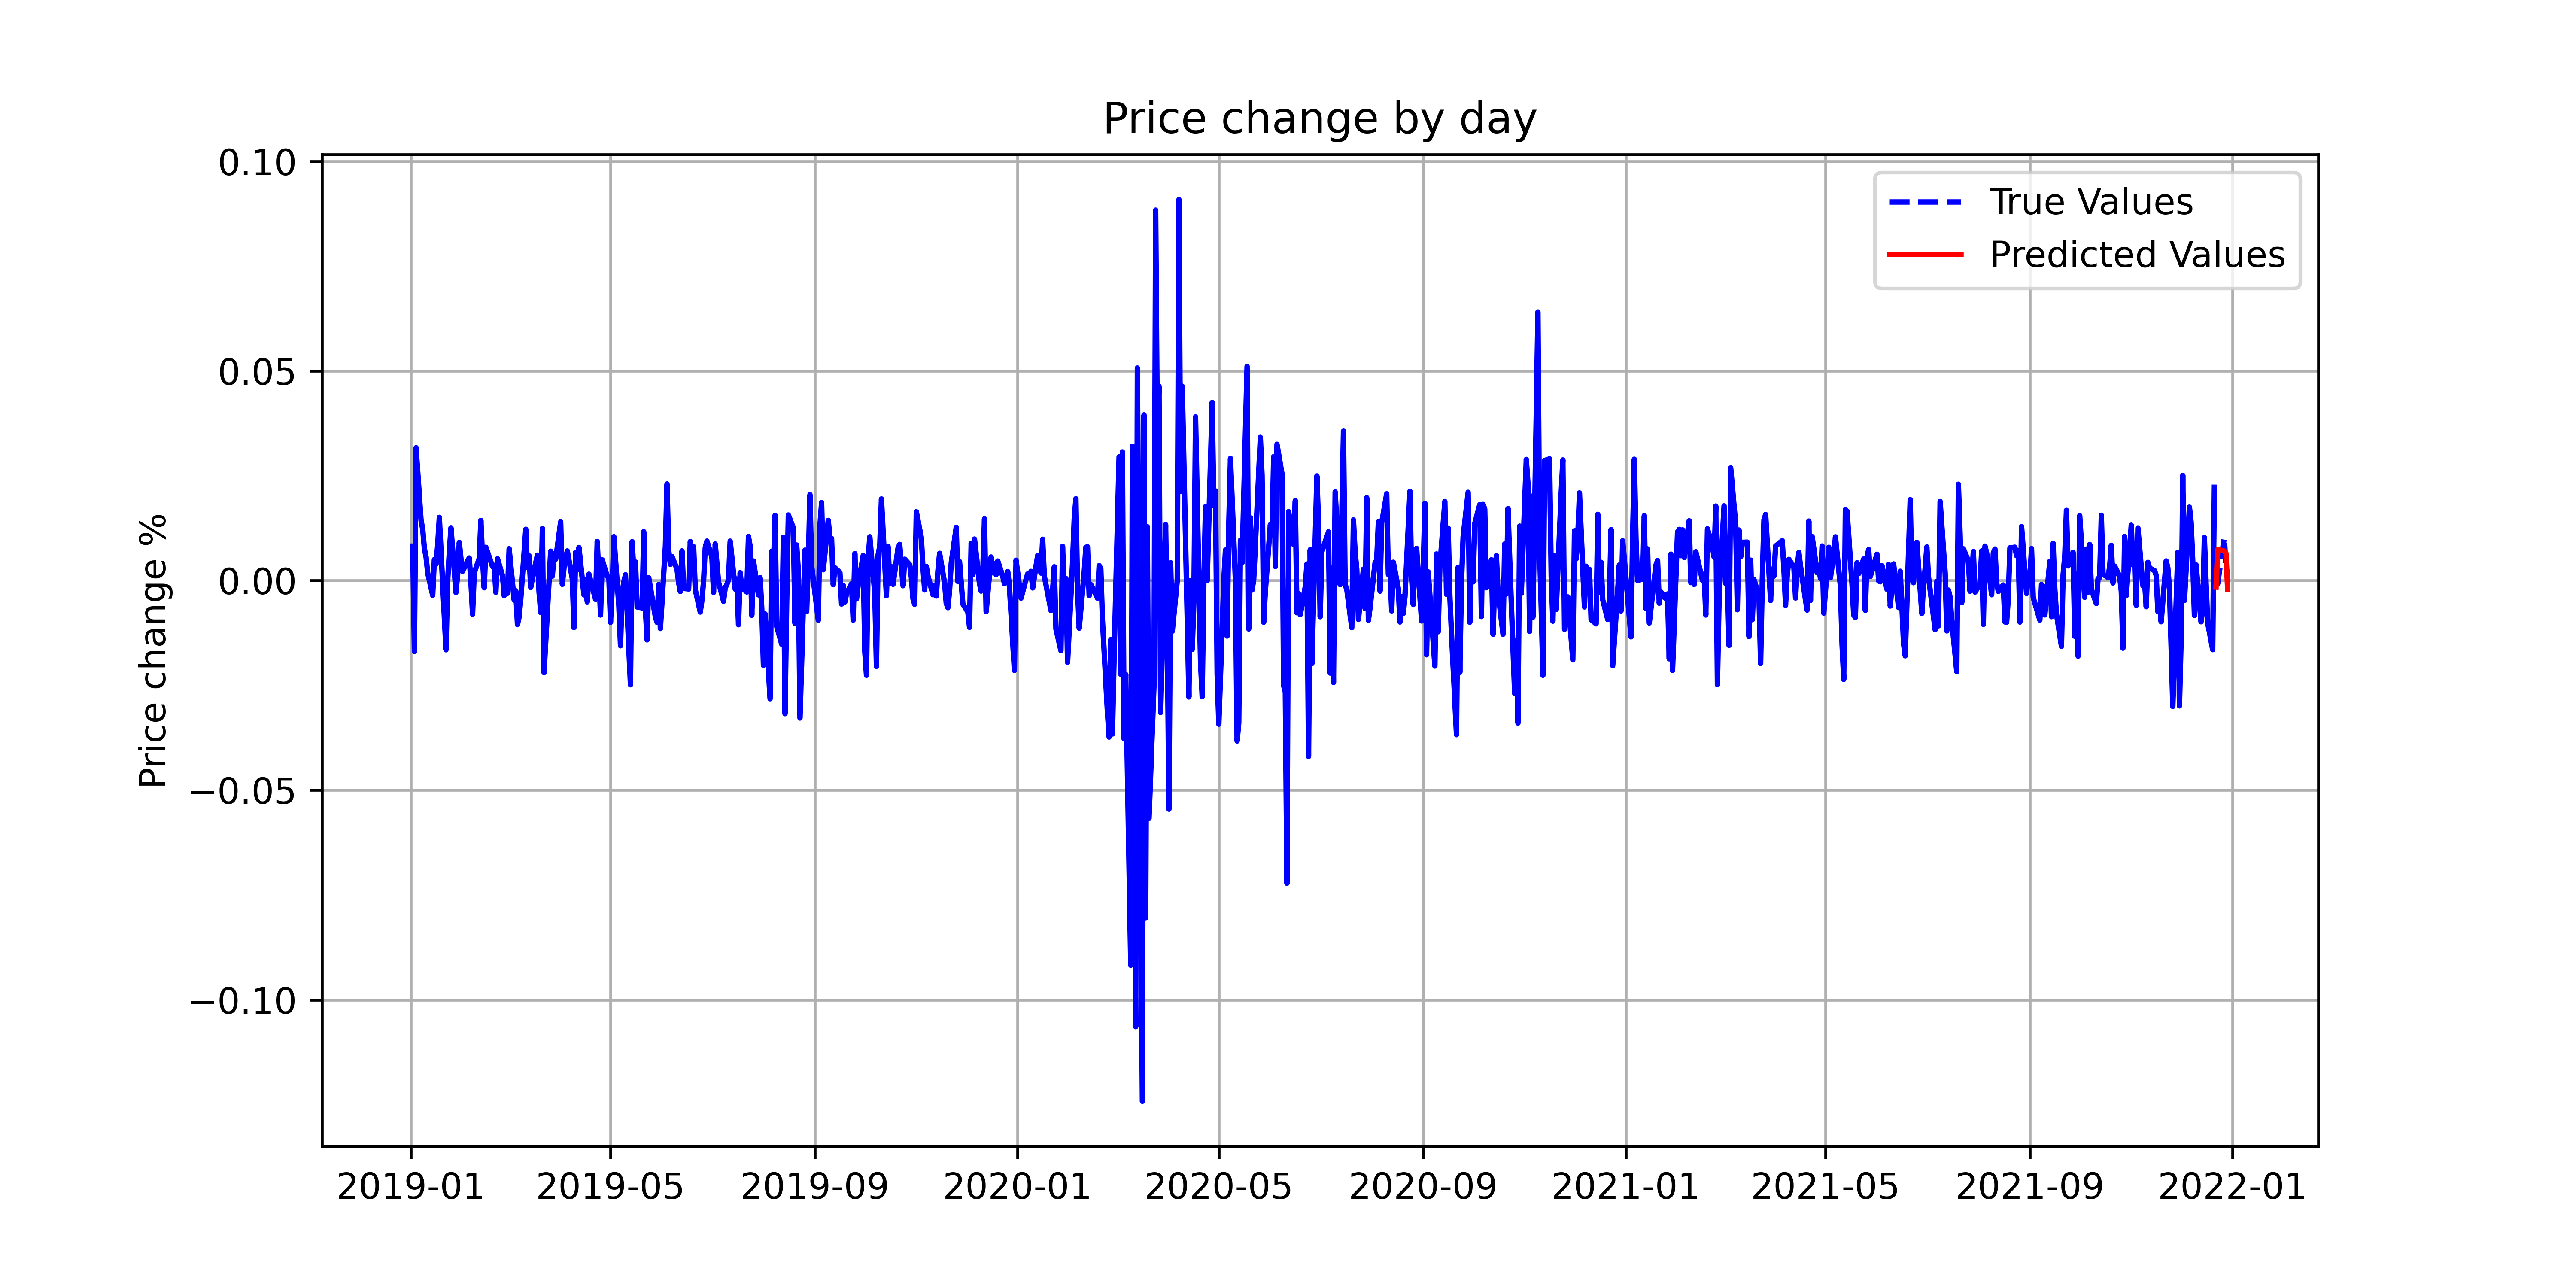 Price change by day
0.10
0.05
0.00
−0.05
−0.10
Price change %
True Values
Predicted Values
2019-01 2019-05 2019-09 2020-01 2020-05 2020-09 2021-01 2021-05 2021-09 2022-01